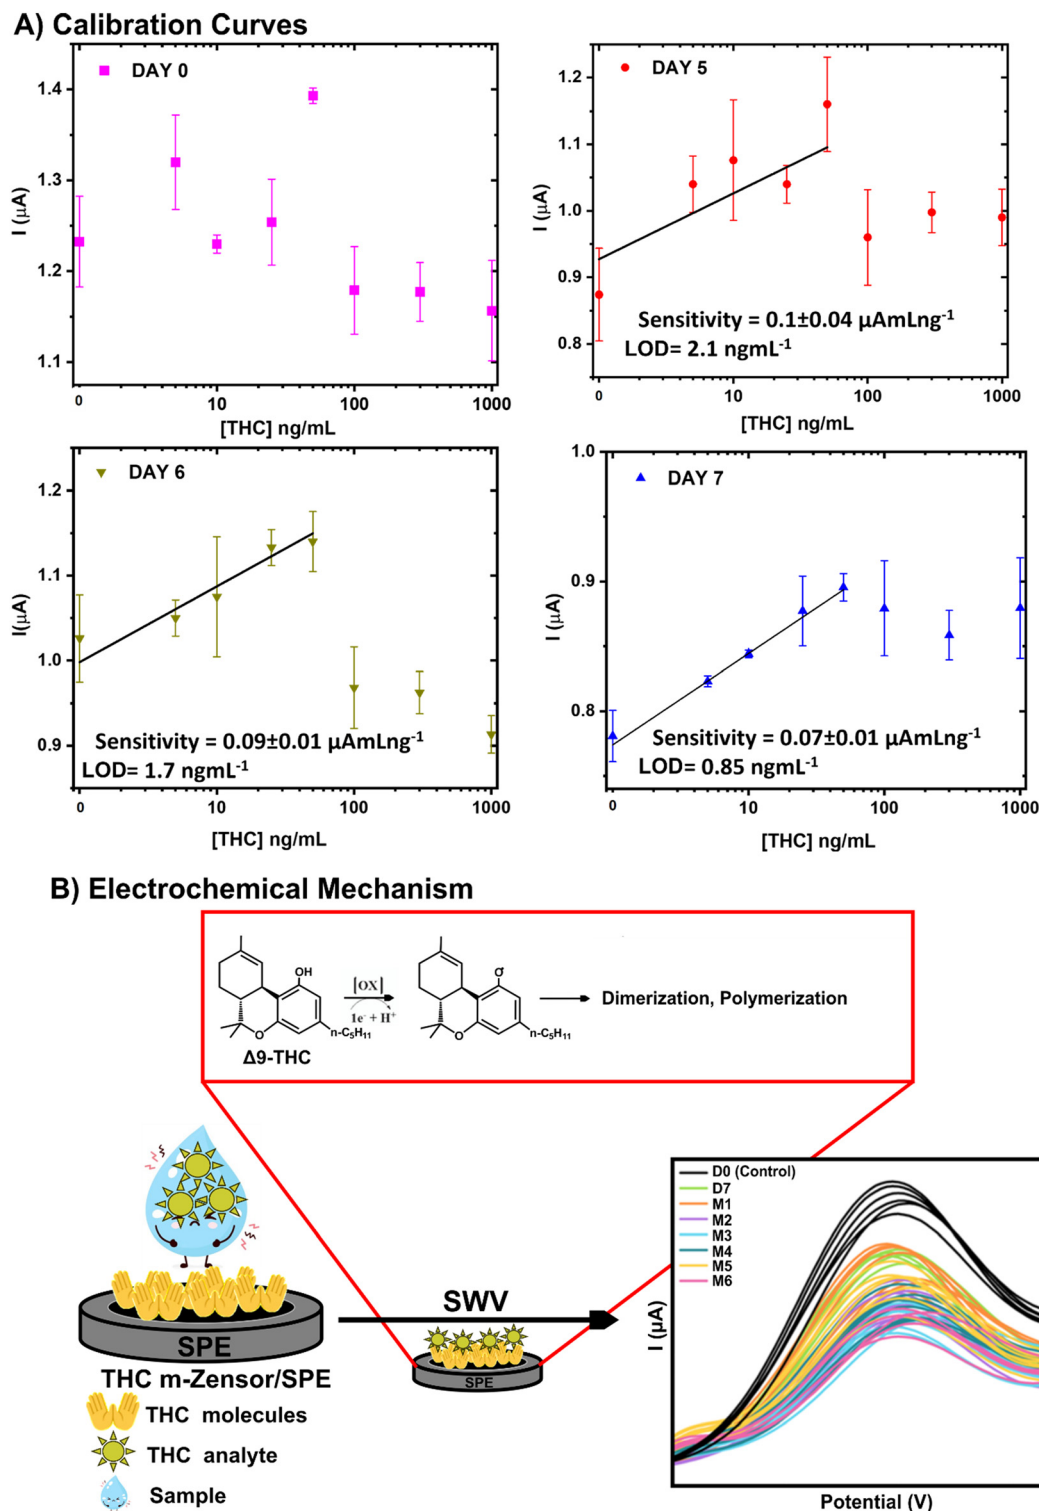 A) Calibration Curves
DAY 0
1.4
1.3
1.2
1.1
I (μA)
0
10
100
1000
[THC] ng/mL
DAY 5
1.2
1.1
1.0
0.9
0.8
I (μA)
Sensitivity = 0.1±0.04 μAmLng⁻¹
LOD= 2.1 ngmL⁻¹
0
10
100
1000
[THC] ng/mL
DAY 6
1.2
1.1
1.0
0.9
I(μA)
Sensitivity = 0.09±0.01 μAmLng⁻¹
LOD= 1.7 ngmL⁻¹
0
10
100
1000
[THC] ng/mL
DAY 7
1.0
0.9
0.8
I (μA)
Sensitivity = 0.07±0.01 μAmLng⁻¹
LOD= 0.85 ngmL⁻¹
0
10
100
1000
[THC] ng/mL
B) Electrochemical Mechanism
OH
O
n-C₅H₁₁
Δ9-THC
[OX]
1e⁻ + H⁺
O
n-C₅H₁₁
Dimerization, Polymerization
SPE
THC m-Zensor/SPE
THC molecules
THC analyte
Sample
SWV
SPE
D0 (Control)
D7
M1
M2
M3
M4
M5
M6
I (μA)
Potential (V)